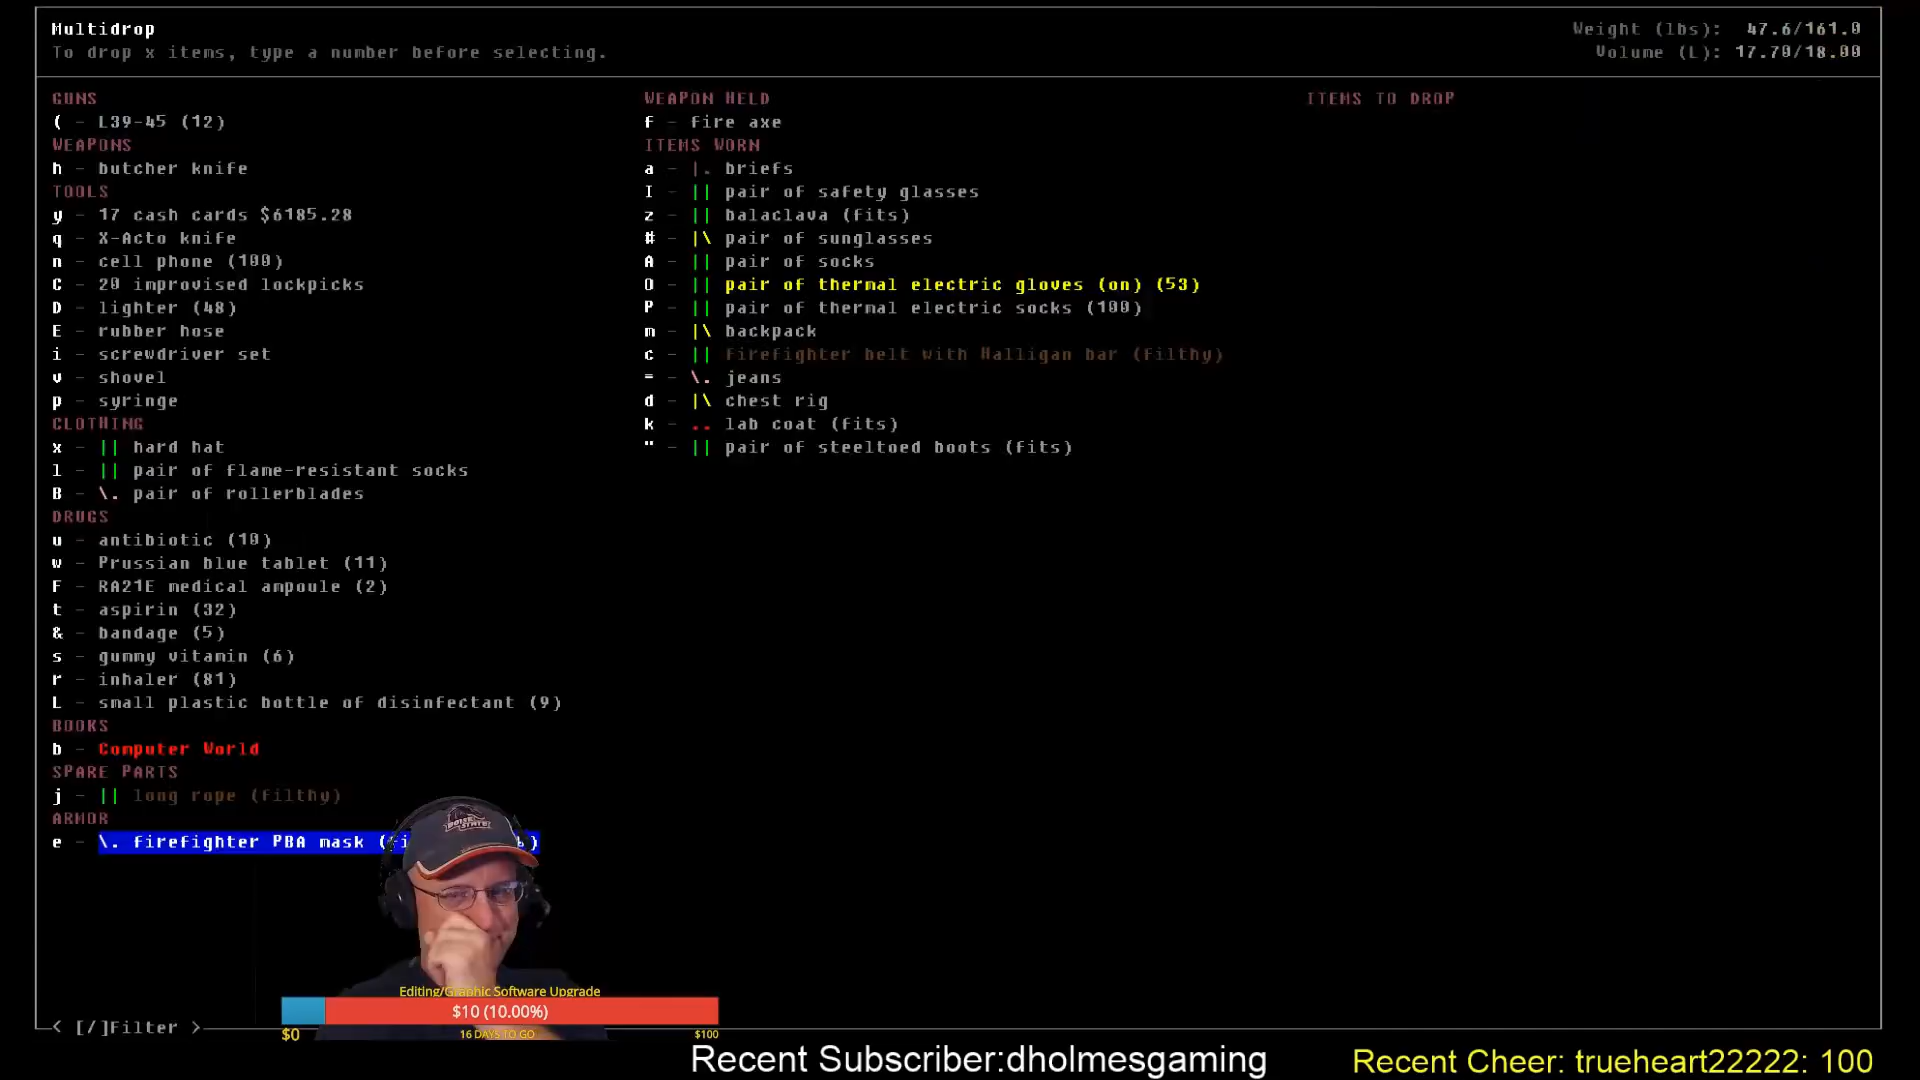 Multidrop
To drop x items, type a number before selecting.
Weight (lbs): 47.6/161.0
Volume (L): 17.70/18.00
GUNS
( - L39-45 (12)
WEAPONS
h - butcher knife
TOOLS
y - 17 cash cards $6185.28
q - X-Acto knife
n - cell phone (100)
C - 20 improvised lockpicks
D - lighter (48)
E - rubber hose
i - screwdriver set
v - shovel
p - syringe
CLOTHING
x - || hard hat
l - || pair of flame-resistant socks
B - \. pair of rollerblades
DRUGS
u - antibiotic (10)
w - Prussian blue tablet (11)
F - RA21E medical ampoule (2)
t - aspirin (32)
& - bandage (5)
s - gummy vitamin (6)
r - inhaler (81)
L - small plastic bottle of disinfectant (9)
BOOKS
b - Computer World
SPARE PARTS
j - || long rope (filthy)
ARMOR
e - \. firefighter PBA mask
WEAPON HELD
f - fire axe
ITEMS WORN
a - |. briefs
I - || pair of safety glasses
z - || balaclava (fits)
# - |\ pair of sunglasses
A - || pair of socks
O - || pair of thermal electric gloves (on) (53)
P - || pair of thermal electric socks (100)
m - |\ backpack
c - || firefighter belt with Halligan bar (filthy)
= - \. jeans
d - |\ chest rig
k - .. lab coat (fits)
" - || pair of steeltoed boots (fits)
ITEMS TO DROP
< [/]Filter >
BOISE STATE
Editing/Graphic Software Upgrade
$10 (10.00%)
$0
16 DAYS TO GO
$100
Recent Subscriber:dholmesgaming
Recent Cheer: trueheart22222: 100